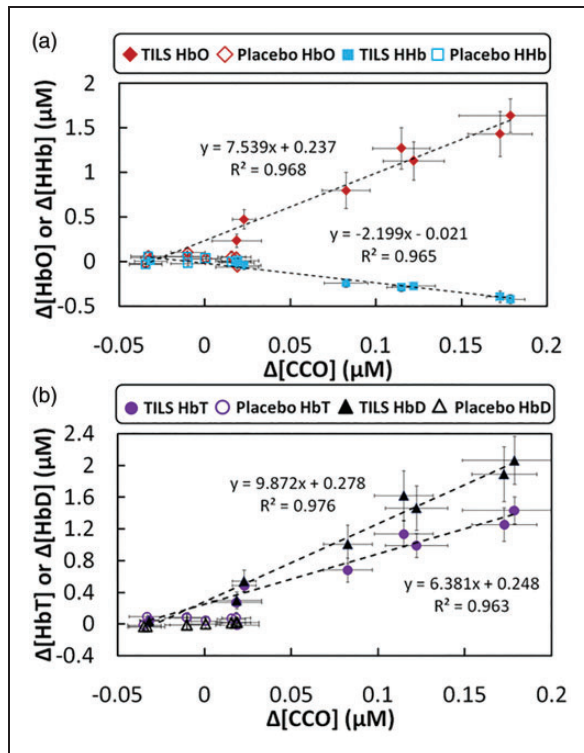 (a)
TILS HbO Placebo HbO TILS HHb Placebo HHb
Δ[HbO] or Δ[HHb] (μM)
2
1.5
1
0.5
0
-0.5
y = 7.539x + 0.237
R² = 0.968
y = -2.199x - 0.021
R² = 0.965
-0.05 0 0.05 0.1 0.15 0.2
Δ[CCO] (μM)
(b)
TILS HbT Placebo HbT TILS HbD Placebo HbD
Δ[HbT] or Δ[HbD] (μM)
2.4
2
1.6
1.2
0.8
0.4
0
-0.4
y = 9.872x + 0.278
R² = 0.976
y = 6.381x + 0.248
R² = 0.963
-0.05 0 0.05 0.1 0.15 0.2
Δ[CCO] (μM)